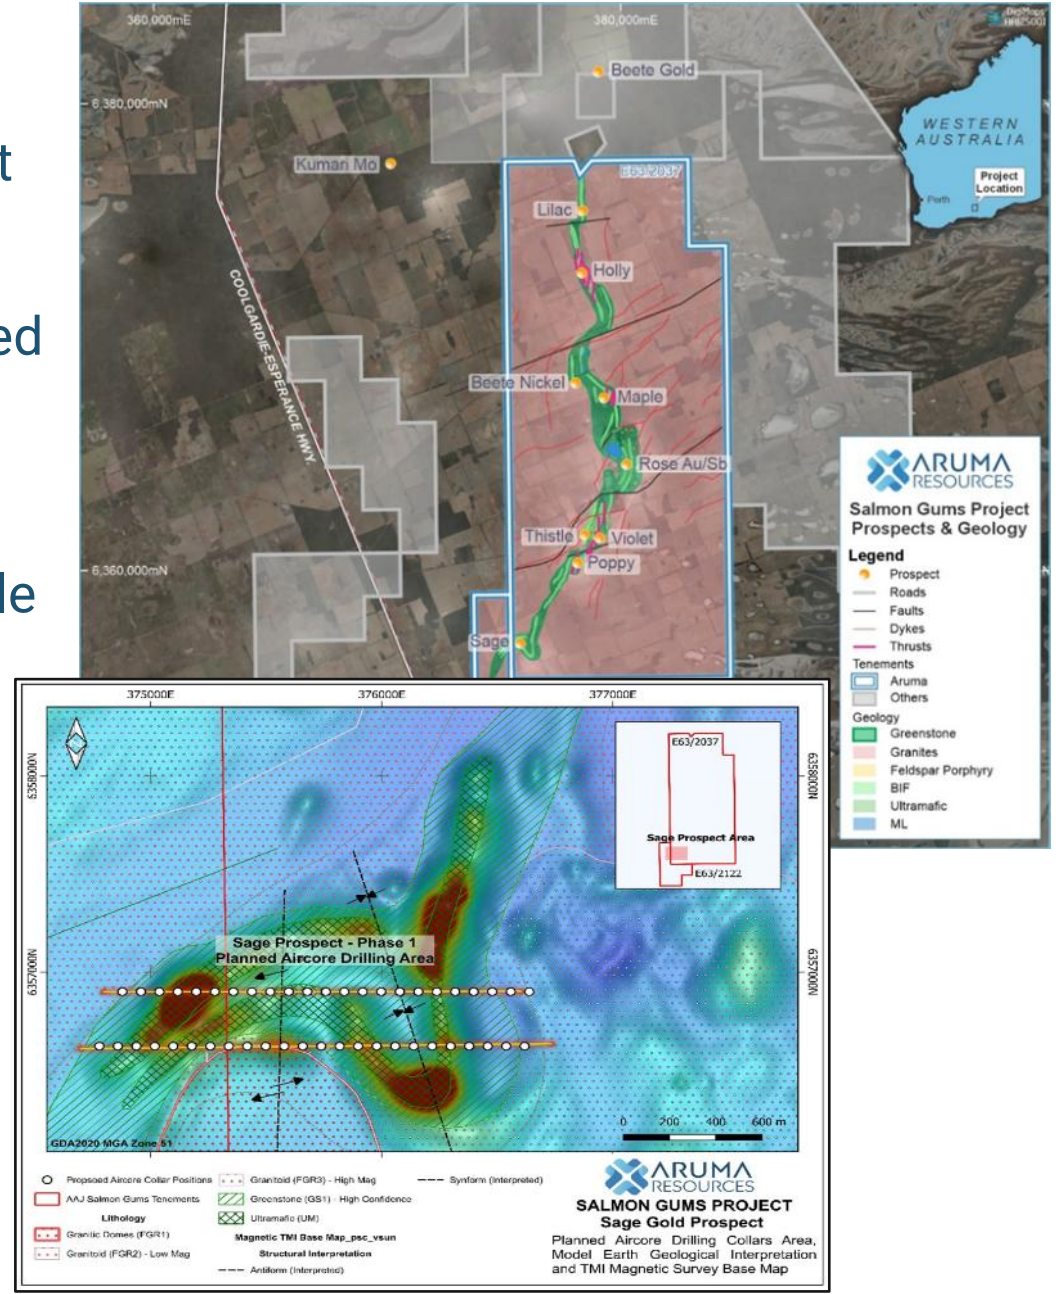 360,000mE
380,000mE
Beete Gold
6,380,000mN
WESTERN
AUSTRALIA
t
Kumari Mo
E63/2037
Project
Location
Perth
Lilac
Holly
COOLGARDIE-ESPERANCE HWY.
ed
Beete Nickel
Maple
Rose Au/Sb
ARUMA
RESOURCES
Salmon Gums Project
Prospects & Geology
Thistle
Violet
Poppy
6,360,000mN
le
Sage
Legend
Prospect
Roads
Faults
Dykes
Thrusts
Tenements
Aruma
Others
Geology
Greenstone
Granites
Feldspar Porphyry
BIF
Ultramafic
ML
375000E
376000E
377000E
6358000N
6358000N
E63/2037
Sage Prospect Area
E63/2122
Sage Prospect - Phase 1
Planned Aircore Drilling Area
6357000N
6357000N
0 200 400 600 m
GDA2020 MGA Zone 51
Proposed Aircore Collar Positions
AAJ Salmon Gums Tenements
Lithology
Granitic Domes (FGR1)
Granitoid (FGR2) - Low Mag
Granitoid (FGR3) - High Mag
Greenstone (GS1) - High Confidence
Ultramafic (UM)
Magnetic TMI Base Map_psc_vsun
Structural Interpretation
Antiform (Interpreted)
Synform (Interpreted)
ARUMA
RESOURCES
SALMON GUMS PROJECT
Sage Gold Prospect
Planned Aircore Drilling Collars Area,
Model Earth Geological Interpretation
and TMI Magnetic Survey Base Map